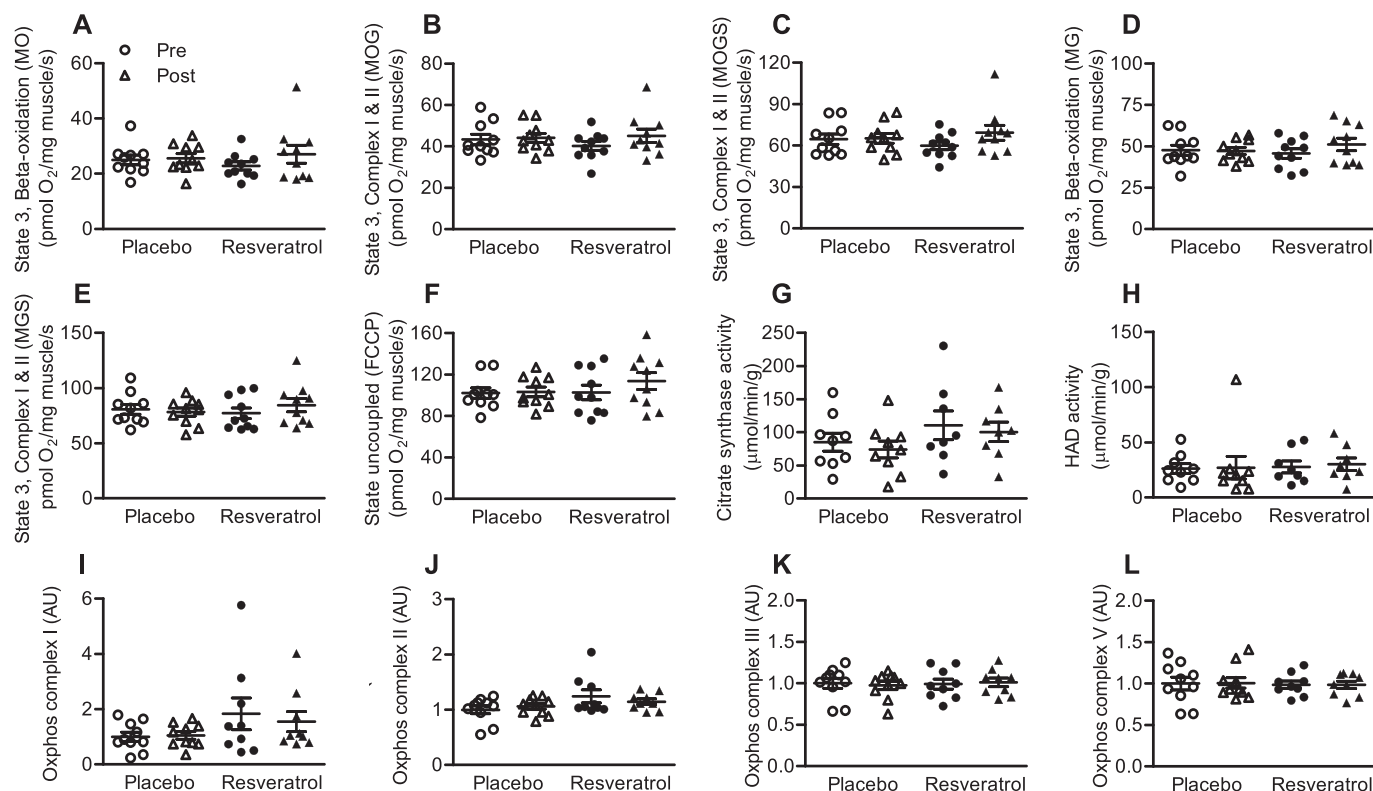 A
State 3, Beta-oxidation (MO)
(pmol O2/mg muscle/s)
Pre
Post
60
40
20
0
Placebo
Resveratrol
B
State 3, Complex I & II (MOG)
(pmol O2/mg muscle/s)
80
60
40
20
0
Placebo
Resveratrol
C
State 3, Complex I & II (MOGS)
(pmol O2/mg muscle/s)
120
90
60
30
0
Placebo
Resveratrol
D
State 3, Beta-oxidation (MG)
(pmol O2/mg muscle/s)
100
75
50
25
0
Placebo
Resveratrol
E
State 3, Complex I & II (MGS)
pmol O2/mg muscle/s)
150
100
50
0
Placebo
Resveratrol
F
State uncoupled (FCCP)
(pmol O2/mg muscle/s)
160
120
80
40
0
Placebo
Resveratrol
G
Citrate synthase activity
(μmol/min/g)
250
200
150
100
50
0
Placebo
Resveratrol
H
HAD activity
(μmol/min/g)
150
100
50
0
Placebo
Resveratrol
I
Oxphos complex I (AU)
6
4
2
0
Placebo
Resveratrol
J
Oxphos complex II (AU)
3
2
1
0
Placebo
Resveratrol
K
Oxphos complex III (AU)
2.0
1.5
1.0
0.5
0.0
Placebo
Resveratrol
L
Oxphos complex V (AU)
2.0
1.5
1.0
0.5
0.0
Placebo
Resveratrol